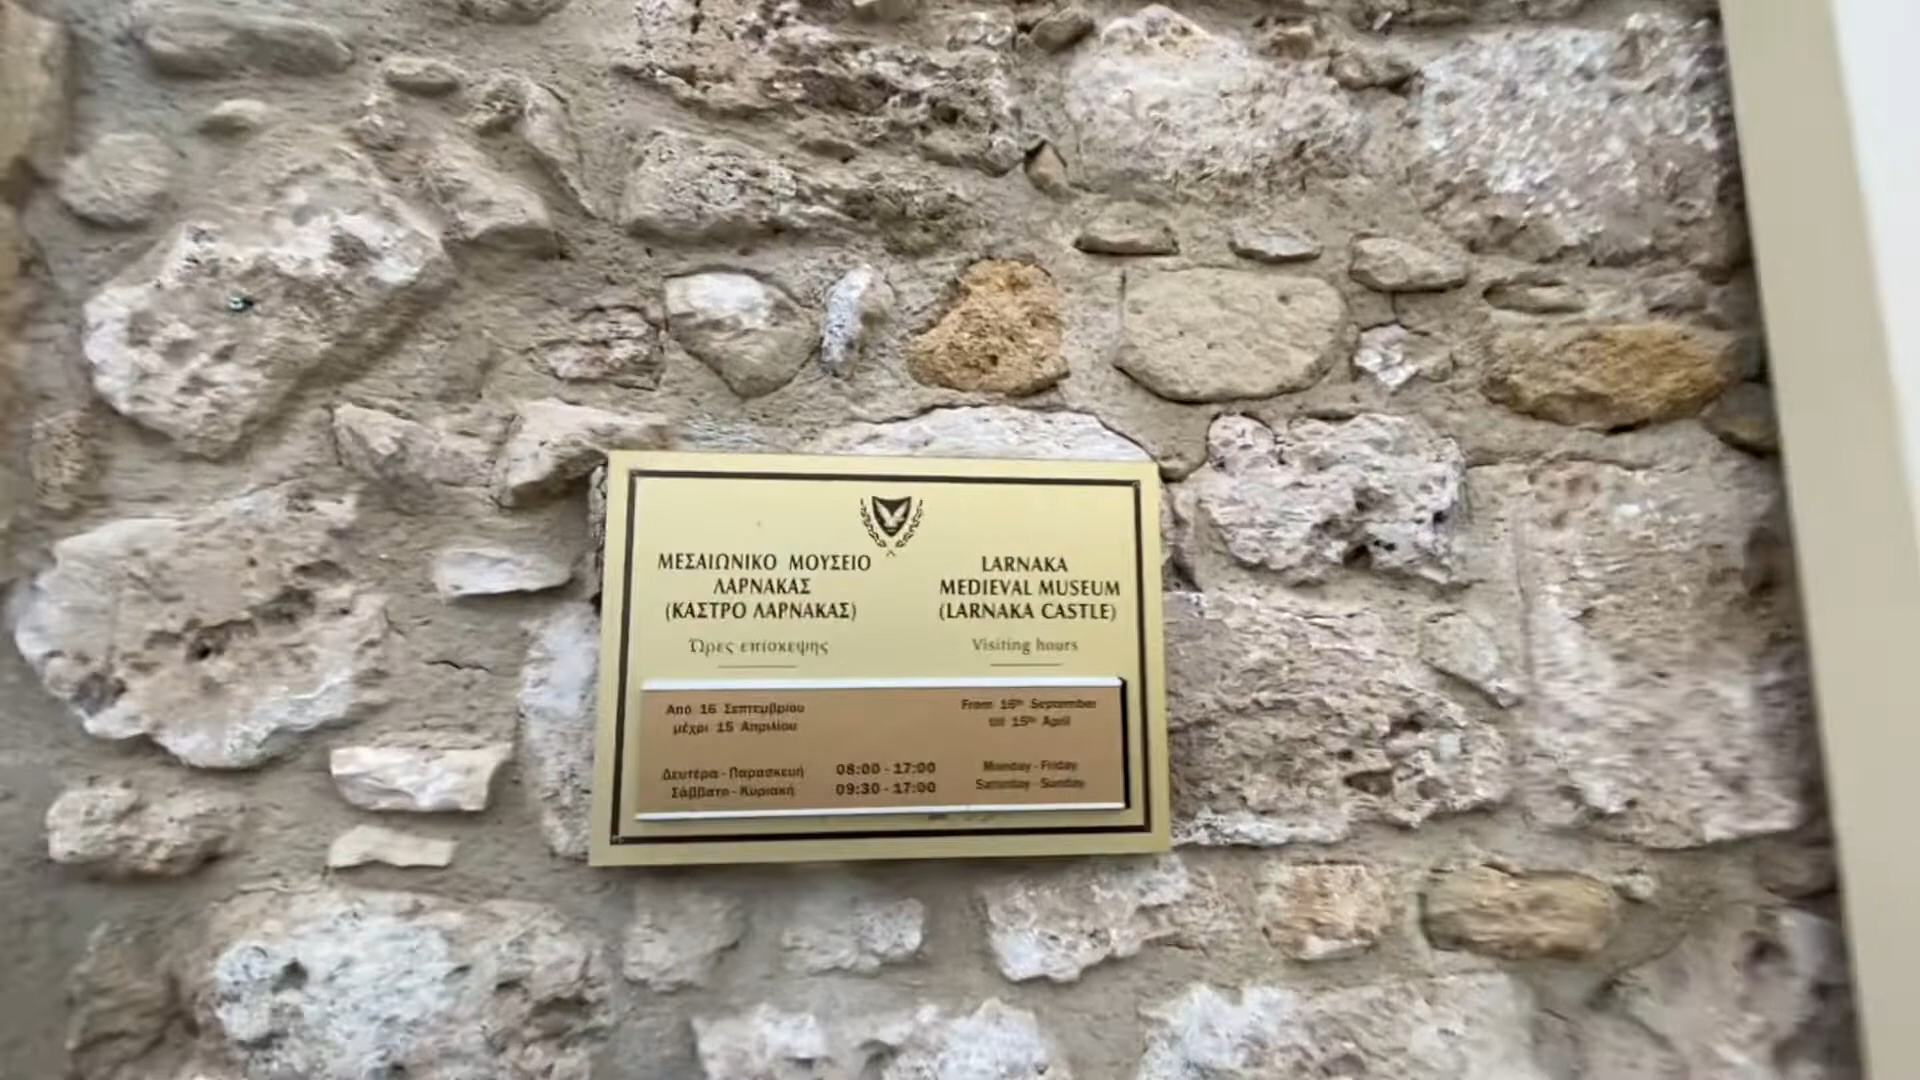 ΜΕΣΑΙΩΝΙΚΟ ΜΟΥΣΕΙΟ
ΛΑΡΝΑΚΑΣ
(ΚΑΣΤΡΟ ΛΑΡΝΑΚΑΣ)
Ώρες επίσκεψης
LARNAKA
MEDIEVAL MUSEUM
(LARNAKA CASTLE)
Visiting hours
Από 16 Σεπτεμβρίου
μέχρι 15 Απριλίου
From 16th September
till 15th April
Δευτέρα - Παρασκευή 08:00 - 17:00 Monday - Friday
Σάββατο - Κυριακή 09:30 - 17:00 Saturday - Sunday